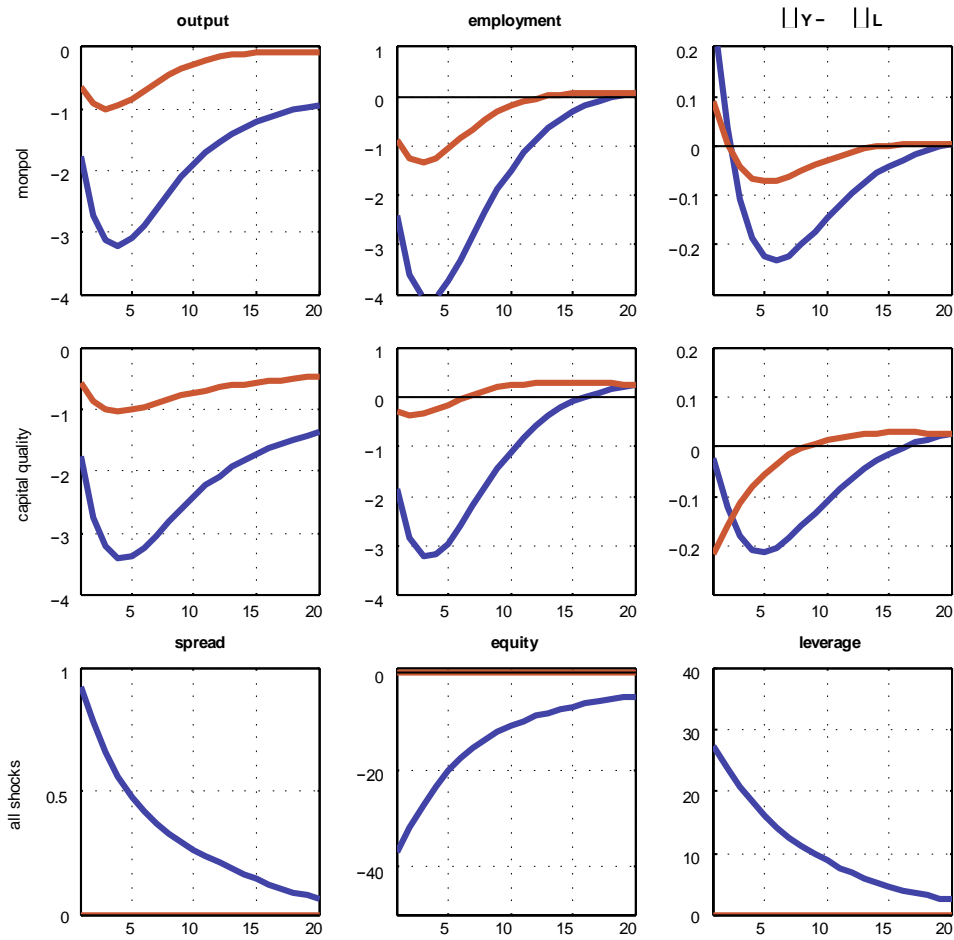 output employment Y – L
monpol
0 1 0.2
−1 0 0.1
−2 −1 0
−3 −2 −0.1
−4 −3 −0.2
−4
5 10 15 20 5 10 15 20 5 10 15 20
capital quality
0 1 0.2
−1 0 0.1
−2 −1 0
−3 −2 −0.1
−4 −3 −0.2
−4
5 10 15 20 5 10 15 20 5 10 15 20
spread equity leverage
all shocks
1 0 40
0.5 −20 30
0 −40 20
10
0
5 10 15 20 5 10 15 20 5 10 15 20